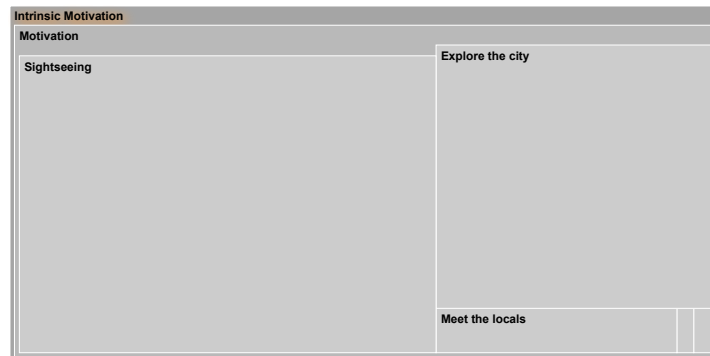 Intrinsic Motivation
Motivation
Sightseeing
Explore the city
Meet the locals